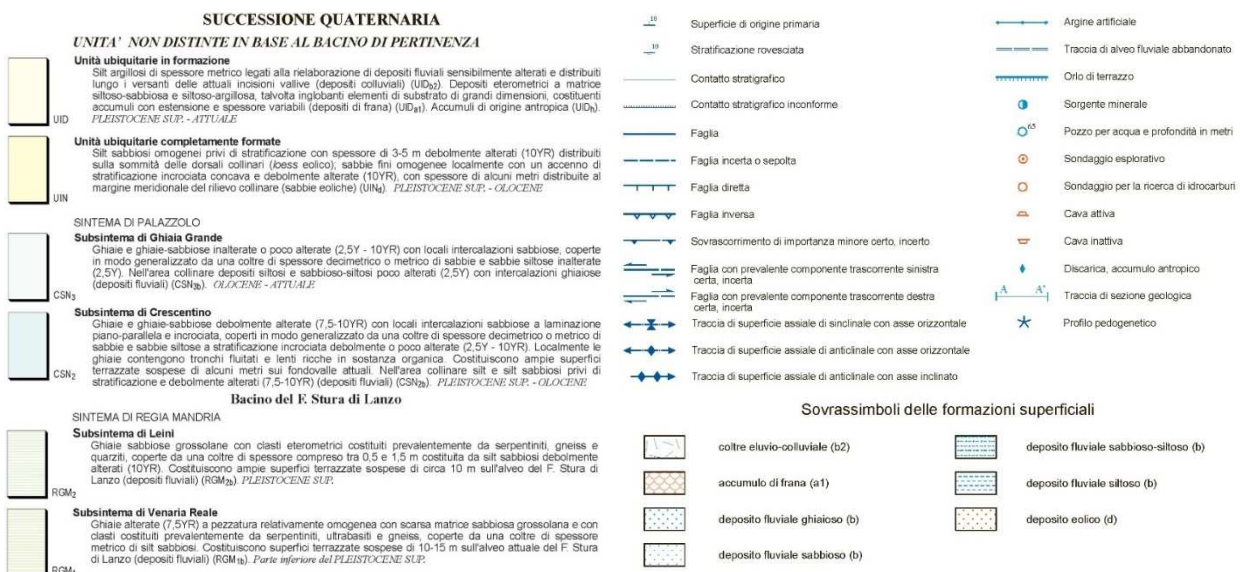 SUCCESSIONE QUATERNARIA
UNITA' NON DISTINTE IN BASE AL BACINO DI PERTINENZA
Unità ubiquitarie in formazione
Silt argillosi di spessore metrico legati alla rielaborazione di depositi fluviali sensibilmente alterati e distribuiti
lungo i versanti delle attuali incisioni vallive (depositi colluviali) (UIDb2). Depositi eterometrici a matrice
siltoso-sabbiosa e siltoso-argillosa, talvolta inglobanti elementi di substrato di grandi dimensioni, costituenti
accumuli con estensione e spessore variabili (depositi di frana) (UIDa1). Accumuli di origine antropica (UIDh).
PLEISTOCENE SUP. - ATTUALE
UID
Unità ubiquitarie completamente formate
Silt sabbiosi omogenei privi di stratificazione con spessore di 3-5 m debolmente alterati (10YR) distribuiti
sulla sommità delle dorsali collinari (loess eolico); sabbie fini omogenee localmente con un accenno di
stratificazione incrociata concava e debolmente alterate (10YR), con spessore di alcuni metri distribuite al
margine meridionale del rilievo collinare (sabbie eoliche) (UINd). PLEISTOCENE SUP. - OLOCENE
UIN
SINTEMA DI PALAZZOLO
Subsintema di Ghiaia Grande
Ghiaie e ghiaie-sabbiose inalterate o poco alterate (2,5Y - 10YR) con locali intercalazioni sabbiose, coperte
in modo generalizzato da una coltre di spessore decimetrico o metrico di sabbie e sabbie siltose inalterate
(2,5Y). Nell'area collinare depositi siltosi e sabbioso-siltosi poco alterati (2,5Y) con intercalazioni ghiaiose
(depositi fluviali) (CSN3b). OLOCENE - ATTUALE
CSN3
Subsintema di Crescentino
Ghiaie e ghiaie-sabbiose debolmente alterate (7,5-10YR) con locali intercalazioni sabbiose a laminazione
piano-parallela e incrociata, coperti in modo generalizzato da una coltre di spessore decimetrico o metrico di
sabbie e sabbie siltose a stratificazione incrociata debolmente o poco alterate (2,5Y - 10YR). Localmente le
ghiaie contengono tronchi fluitati e lenti ricche in sostanza organica. Costituiscono ampie superfici
terrazzate sospese di alcuni metri sui fondovalle attuali. Nell'area collinare silt e silt sabbiosi privi di
stratificazione e debolmente alterati (7,5-10YR) (depositi fluviali) (CSN2b). PLEISTOCENE SUP. - OLOCENE
CSN2
Bacino del F. Stura di Lanzo
SINTEMA DI REGIA MANDRIA
Subsintema di Leinì
Ghiaie sabbiose grossolane con clasti eterometrici costituiti prevalentemente da serpentiniti, gneiss e
quarziti, coperte da una coltre di spessore compreso tra 0,5 e 1,5 m costituita da silt sabbiosi debolmente
alterati (10YR). Costituiscono ampie superfici terrazzate sospese di circa 10 m sull'alveo del F. Stura di
Lanzo (depositi fluviali) (RGM2b). PLEISTOCENE SUP.
RGM2
Subsintema di Venaria Reale
Ghiaie alterate (7,5YR) a pezzatura relativamente omogenea con scarsa matrice sabbiosa grossolana e con
clasti costituiti prevalentemente da serpentiniti, ultrabasiti e gneiss, coperte da una coltre di spessore
metrico di silt sabbiosi. Costituiscono superfici terrazzate sospese di 10-15 m sull'alveo attuale del F. Stura
di Lanzo (depositi fluviali) (RGM1b). Parte inferiore del PLEISTOCENE SUP.
RGM1
10 Superficie di origine primaria
10 Stratificazione rovesciata
Contatto stratigrafico
Contatto stratigrafico inconforme
Faglia
Faglia incerta o sepolta
Faglia diretta
Faglia inversa
Sovrascorrimento di importanza minore certo, incerto
Faglia con prevalente componente trascorrente sinistra
certa, incerta
Faglia con prevalente componente trascorrente destra
certa, incerta
Traccia di superficie assiale di sinclinale con asse orizzontale
Traccia di superficie assiale di anticlinale con asse orizzontale
Traccia di superficie assiale di anticlinale con asse inclinato
Argine artificiale
Traccia di alveo fluviale abbandonato
Orlo di terrazzo
Sorgente minerale
65 Pozzo per acqua e profondità in metri
Sondaggio esplorativo
Sondaggio per la ricerca di idrocarburi
Cava attiva
Cava inattiva
Discarica, accumulo antropico
A A' Traccia di sezione geologica
Profilo pedogenetico
Sovrassimboli delle formazioni superficiali
coltre eluvio-colluviale (b2)
accumulo di frana (a1)
deposito fluviale ghiaioso (b)
deposito fluviale sabbioso (b)
deposito fluviale sabbioso-siltoso (b)
deposito fluviale siltoso (b)
deposito eolico (d)